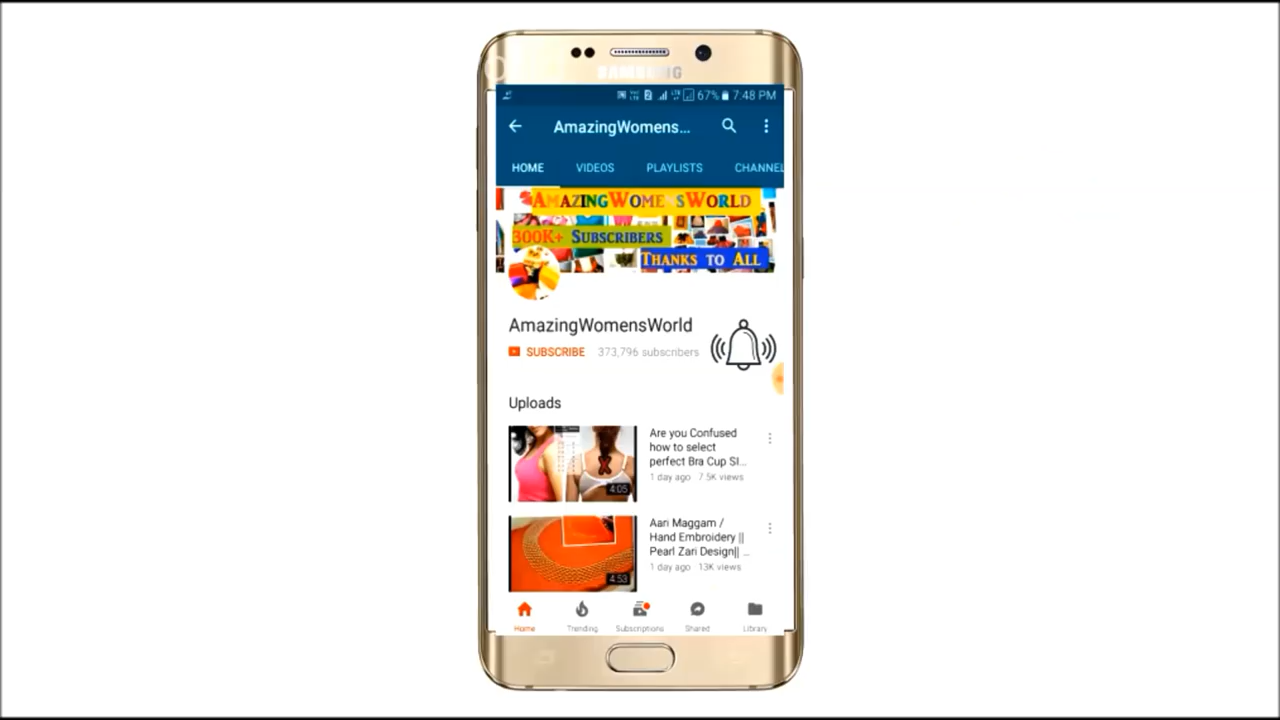 SAMSUNG
67% 7:48 PM
AmazingWomens...
HOME VIDEOS PLAYLISTS CHANNEL
AMAZINGWOMENSWORLD
300K+ SUBSCRIBERS
THANKS TO ALL
AmazingWomensWorld
SUBSCRIBE 373,796 subscribers
Uploads
Are you Confused
how to select
perfect Bra Cup SI...
1 day ago 7.5K views
4:05
Aari Maggam /
Hand Embroidery ||
Pearl Zari Design|| ...
1 day ago 13K views
4:53
Home Trending Subscriptions Shared Library